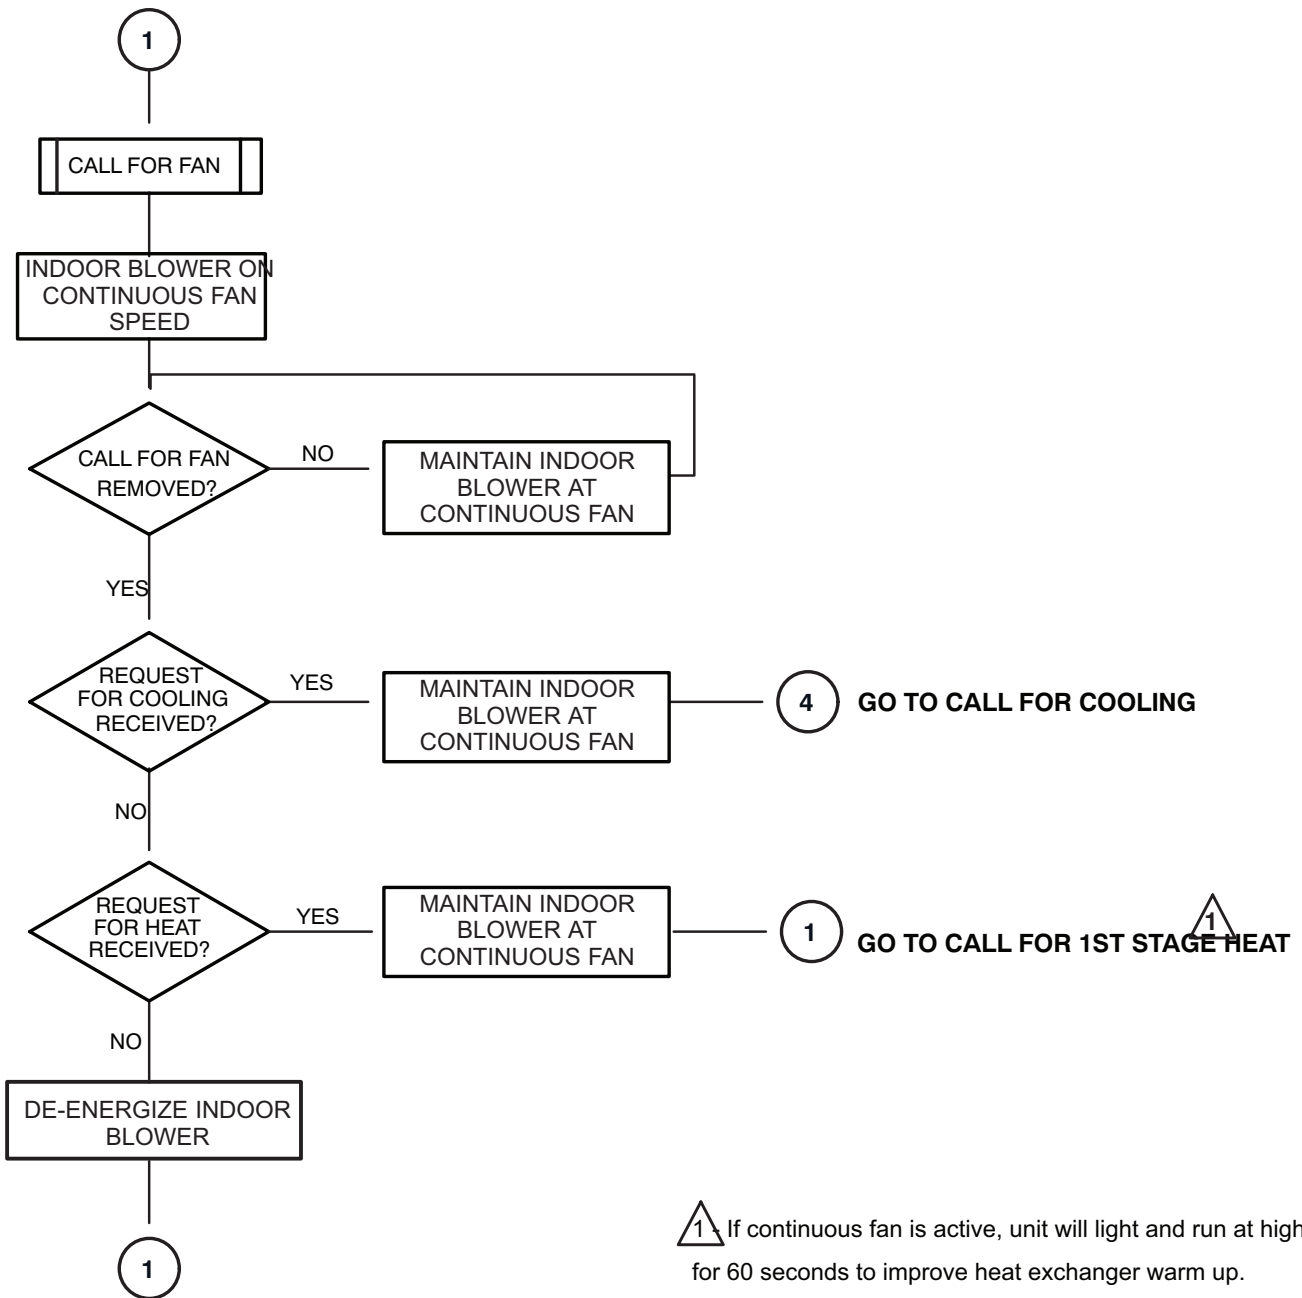 1
CALL FOR FAN
INDOOR BLOWER ON
CONTINUOUS FAN
SPEED
CALL FOR FAN
REMOVED?
NO
MAINTAIN INDOOR
BLOWER AT
CONTINUOUS FAN
YES
REQUEST
FOR COOLING
RECEIVED?
YES
MAINTAIN INDOOR
BLOWER AT
CONTINUOUS FAN
4
GO TO CALL FOR COOLING
NO
REQUEST
FOR HEAT
RECEIVED?
YES
MAINTAIN INDOOR
BLOWER AT
CONTINUOUS FAN
1
GO TO CALL FOR 1ST STAGE HEAT
1
NO
DE-ENERGIZE INDOOR
BLOWER
1
1 - If continuous fan is active, unit will light and run at high
for 60 seconds to improve heat exchanger warm up.